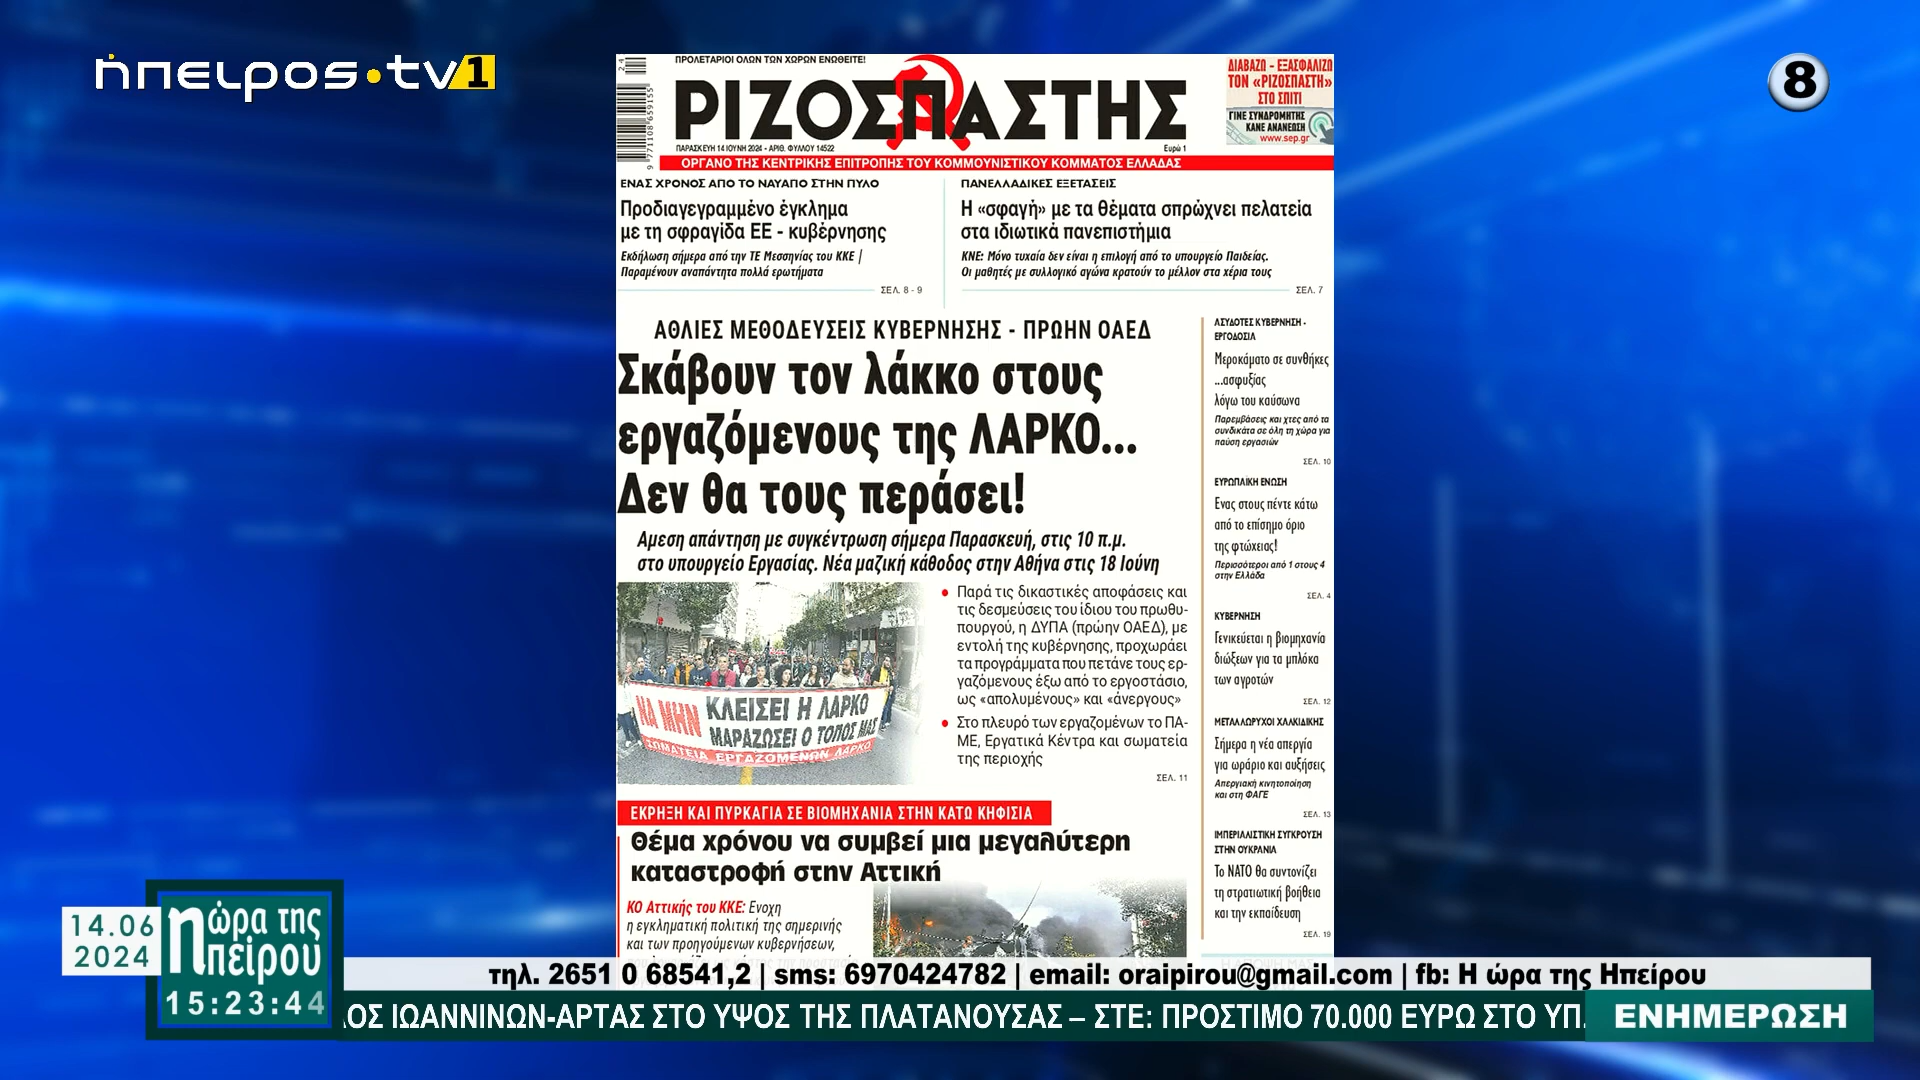 ήπειρος•tv1
8
ΠΡΟΛΕΤΑΡΙΟΙ ΟΛΩΝ ΤΩΝ ΧΩΡΩΝ ΕΝΩΘΕΙΤΕ!
ΡΙΖΟΣΠΑΣΤΗΣ
ΠΑΡΑΣΚΕΥΗ 14 ΙΟΥΝΗ 2024 - ΑΡΙΘ. ΦΥΛΛΟΥ 14522
Ευρώ 1
ΟΡΓΑΝΟ ΤΗΣ ΚΕΝΤΡΙΚΗΣ ΕΠΙΤΡΟΠΗΣ ΤΟΥ ΚΟΜΜΟΥΝΙΣΤΙΚΟΥ ΚΟΜΜΑΤΟΣ ΕΛΛΑΔΑΣ
24
9 771108 659155
ΔΙΑΒΑΖΩ - ΕΞΑΣΦΑΛΙΖΩ
ΤΟΝ «ΡΙΖΟΣΠΑΣΤΗ»
ΣΤΟ ΣΠΙΤΙ
ΓΙΝΕ ΣΥΝΔΡΟΜΗΤΗΣ
ΚΑΝΕ ΑΝΑΝΕΩΣΗ
www.sep.gr
ΕΝΑΣ ΧΡΟΝΟΣ ΑΠΟ ΤΟ ΝΑΥΑΓΙΟ ΣΤΗΝ ΠΥΛΟ
Προδιαγεγραμμένο έγκλημα
με τη σφραγίδα ΕΕ - κυβέρνησης
Εκδήλωση σήμερα από την ΤΕ Μεσσηνίας του ΚΚΕ |
Παραμένουν αναπάντητα πολλά ερωτήματα
ΣΕΛ. 8 - 9
ΠΑΝΕΛΛΑΔΙΚΕΣ ΕΞΕΤΑΣΕΙΣ
Η «σφαγή» με τα θέματα σπρώχνει πελατεία
στα ιδιωτικά πανεπιστήμια
ΚΝΕ: Μόνο τυχαία δεν είναι η επιλογή από το υπουργείο Παιδείας.
Οι μαθητές με συλλογικό αγώνα κρατούν το μέλλον στα χέρια τους
ΣΕΛ. 7
ΑΘΛΙΕΣ ΜΕΘΟΔΕΥΣΕΙΣ ΚΥΒΕΡΝΗΣΗΣ - ΠΡΩΗΝ ΟΑΕΔ
Σκάβουν τον λάκκο στους
εργαζόμενους της ΛΑΡΚΟ...
Δεν θα τους περάσει!
Αμεση απάντηση με συγκέντρωση σήμερα Παρασκευή, στις 10 π.μ.
στο υπουργείο Εργασίας. Νέα μαζική κάθοδος στην Αθήνα στις 18 Ιούνη
ΝΑ ΜΗΝ ΚΛΕΙΣΕΙ Η ΛΑΡΚΟ
ΜΑΡΑΖΩΣΕΙ Ο ΤΟΠΟΣ ΜΑΣ
ΣΩΜΑΤΕΙΑ ΕΡΓΑΖΟΜΕΝΩΝ ΛΑΡΚΟ
• Παρά τις δικαστικές αποφάσεις και
τις δεσμεύσεις του ίδιου του πρωθυ-
πουργού, η ΔΥΠΑ (πρώην ΟΑΕΔ), με
εντολή της κυβέρνησης, προχωράει
τα προγράμματα που πετάνε τους ερ-
γαζόμενους έξω από το εργοστάσιο,
ως «απολυμένους» και «άνεργους»
• Στο πλευρό των εργαζομένων το ΠΑ-
ΜΕ, Εργατικά Κέντρα και σωματεία
της περιοχής
ΣΕΛ. 11
ΕΚΡΗΞΗ ΚΑΙ ΠΥΡΚΑΓΙΑ ΣΕ ΒΙΟΜΗΧΑΝΙΑ ΣΤΗΝ ΚΑΤΩ ΚΗΦΙΣΙΑ
Θέμα χρόνου να συμβεί μια μεγαλύτερη
καταστροφή στην Αττική
ΚΟ Αττικής του ΚΚΕ: Ενοχη
η εγκληματική πολιτική της σημερινής
και των προηγούμενων κυβερνήσεων,
ΑΣΥΔΟΤΕΣ ΚΥΒΕΡΝΗΣΗ -
ΕΡΓΟΔΟΣΙΑ
Μεροκάματο σε συνθήκες
...ασφυξίας
λόγω του καύσωνα
Παρεμβάσεις και χτες από τα
συνδικάτα σε όλη τη χώρα για
παύση εργασιών
ΣΕΛ. 10
ΕΥΡΩΠΑΪΚΗ ΕΝΩΣΗ
Ενας στους πέντε κάτω
από το επίσημο όριο
της φτώχειας!
Περισσότεροι από 1 στους 4
στην Ελλάδα
ΣΕΛ. 4
ΚΥΒΕΡΝΗΣΗ
Γενικεύεται η βιομηχανία
διώξεων για τα μπλόκα
των αγροτών
ΣΕΛ. 12
ΜΕΤΑΛΛΩΡΥΧΟΙ ΧΑΛΚΙΔΙΚΗΣ
Σήμερα η νέα απεργία
για ωράριο και αυξήσεις
Απεργιακή κινητοποίηση
και στη ΦΑΓΕ
ΣΕΛ. 13
ΙΜΠΕΡΙΑΛΙΣΤΙΚΗ ΣΥΓΚΡΟΥΣΗ
ΣΤΗΝ ΟΥΚΡΑΝΙΑ
Το ΝΑΤΟ θα συντονίζει
τη στρατιωτική βοήθεια
και την εκπαίδευση
ΣΕΛ. 19
14.06
2024
η ώρα της
ηπείρου
15:23:44
τηλ. 2651 0 68541,2 | sms: 6970424782 | email: oraipirou@gmail.com | fb: Η ώρα της Ηπείρου
ΛΟΣ ΙΩΑΝΝΙΝΩΝ-ΑΡΤΑΣ ΣΤΟ ΥΨΟΣ ΤΗΣ ΠΛΑΤΑΝΟΥΣΑΣ – ΣΤΕ: ΠΡΟΣΤΙΜΟ 70.000 ΕΥΡΩ ΣΤΟ ΥΠ.
ΕΝΗΜΕΡΩΣΗ